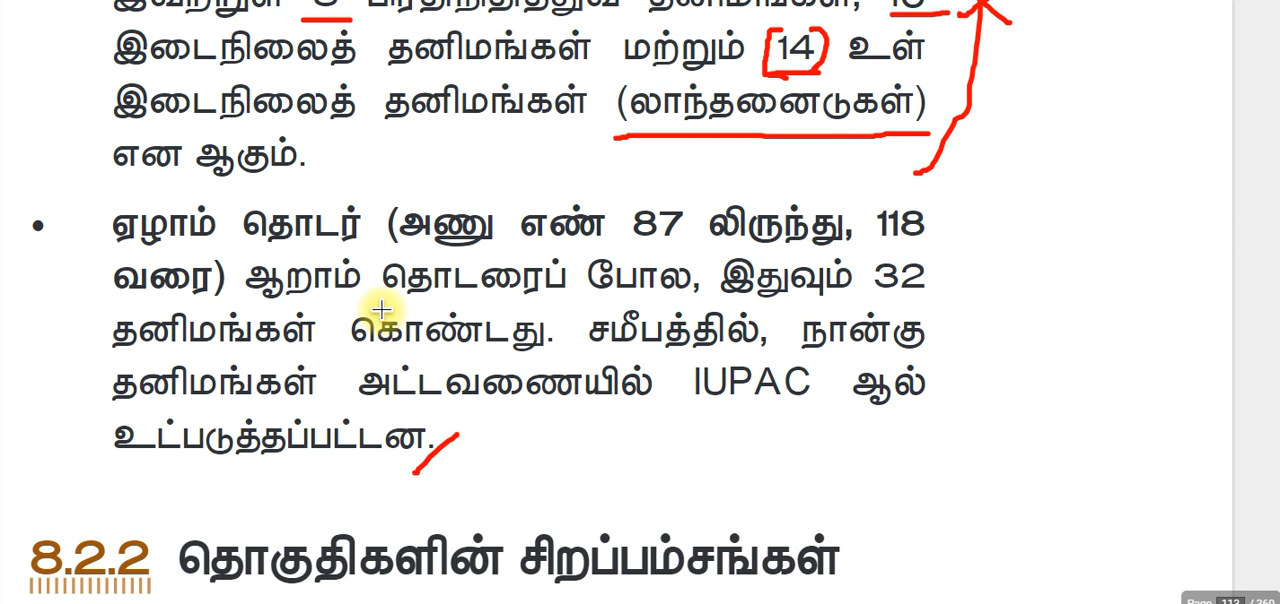 இடைநிலைத் தனிமங்கள் மற்றும் 14 உள்
இடைநிலைத் தனிமங்கள் (லாந்தனைடுகள்)
என ஆகும்.
• ஏழாம் தொடர் (அணு எண் 87 லிருந்து, 118
வரை) ஆறாம் தொடரைப் போல, இதுவும் 32
தனிமங்கள் கொண்டது. சமீபத்தில், நான்கு
தனிமங்கள் அட்டவணையில் IUPAC ஆல்
உட்படுத்தப்பட்டன.
8.2.2 தொகுதிகளின் சிறப்பம்சங்கள்